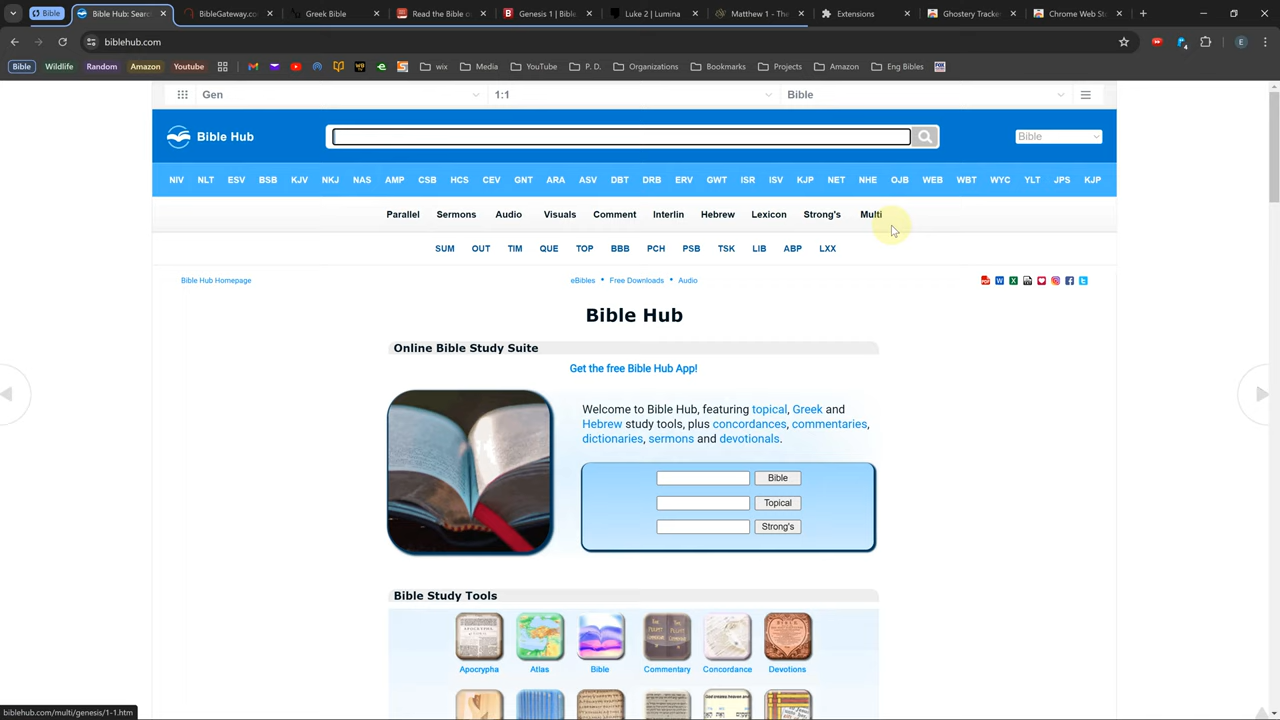 Bible
Bible Hub: Sear
BibleGateway.co
Greek Bible
Read the Bible
Genesis 1 | Bible
Luke 2 | Lumina
Matthew 1 - The
Extensions
Ghostery Tracke
Chrome Web St
biblehub.com
E
Bible
Wildlife
Random
Amazon
Youtube
wix
Media
YouTube
P. D.
Organizations
Bookmarks
Projects
Amazon
Eng Bibles
Gen
1:1
Bible
Bible Hub
Bible
NIV NLT ESV BSB KJV NKJ NAS AMP CSB HCS CEV GNT ARA ASV DBT DRB ERV GWT ISR ISV KJP NET NHE OJB WEB WBT WYC YLT JPS KJP
Parallel Sermons Audio Visuals Comment Interlin Hebrew Lexicon Strong's Multi
SUM OUT TIM QUE TOP BBB PCH PSB TSK LIB ABP LXX
Bible Hub Homepage
eBibles • Free Downloads • Audio
Bible Hub
Online Bible Study Suite
Get the free Bible Hub App!
Welcome to Bible Hub, featuring topical, Greek and
Hebrew study tools, plus concordances, commentaries,
dictionaries, sermons and devotionals.
Bible
Topical
Strong's
Bible Study Tools
Apocrypha
Atlas
Bible
Commentary
Concordance
Devotions
biblehub.com/multi/genesis/1-1.htm